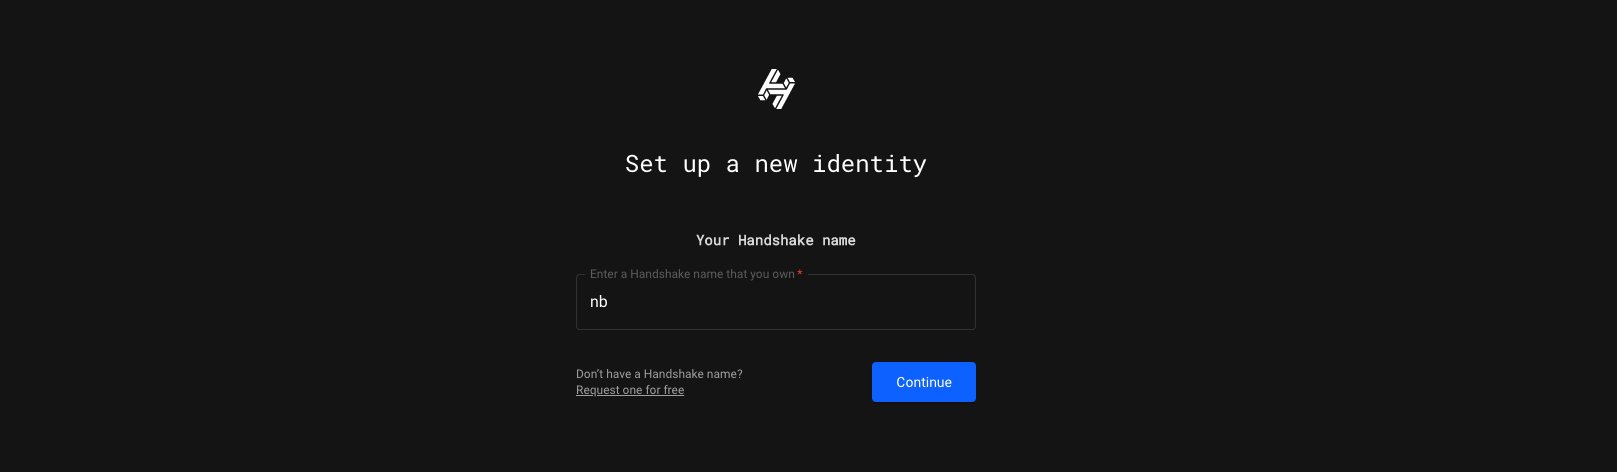 Set up a new identity
Your Handshake name
Enter a Handshake name that you own *
nb
Don't have a Handshake name?
Request one for free
Continue